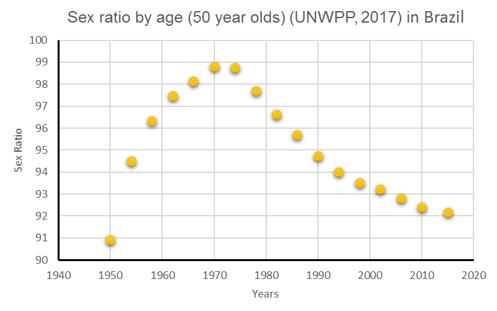 Sex ratio by age (50 year olds) (UNWPP, 2017) in Brazil
100
99
98
97
96
95
94
93
92
91
90
Sex Ratio
1940 1950 1960 1970 1980 1990 2000 2010 2020
Years